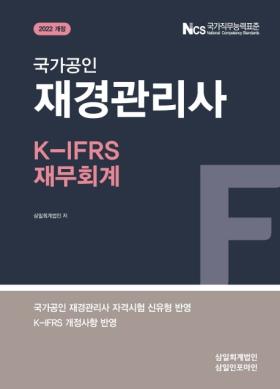 2022 개정
NCS 국가직무능력표준
National Competency Standards
국가공인
재경관리사
K-IFRS
재무회계
삼일회계법인 저
F
국가공인 재경관리사 자격시험 신유형 반영
K-IFRS 개정사항 반영
삼일회계법인
삼일인포마인